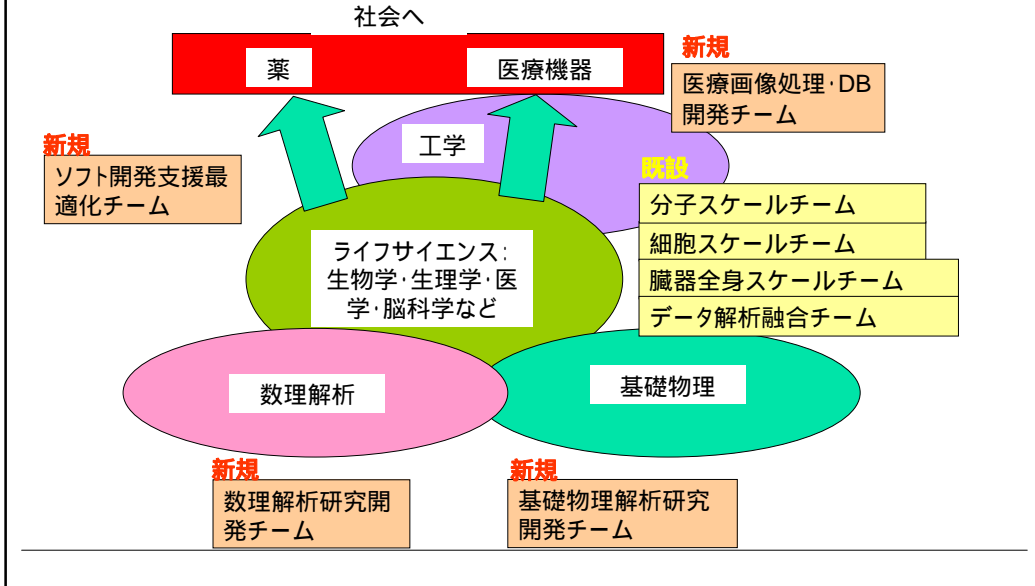 社会へ
薬
医療機器
新規
医療画像処理・DB
開発チーム
工学
新規
ソフト開発支援最
適化チーム
既設
分子スケールチーム
細胞スケールチーム
臓器全身スケールチーム
データ解析融合チーム
ライフサイエンス:
生物学・生理学・医
学・脳科学など
数理解析
基礎物理
新規
数理解析研究開
発チーム
新規
基礎物理解析研究
開発チーム